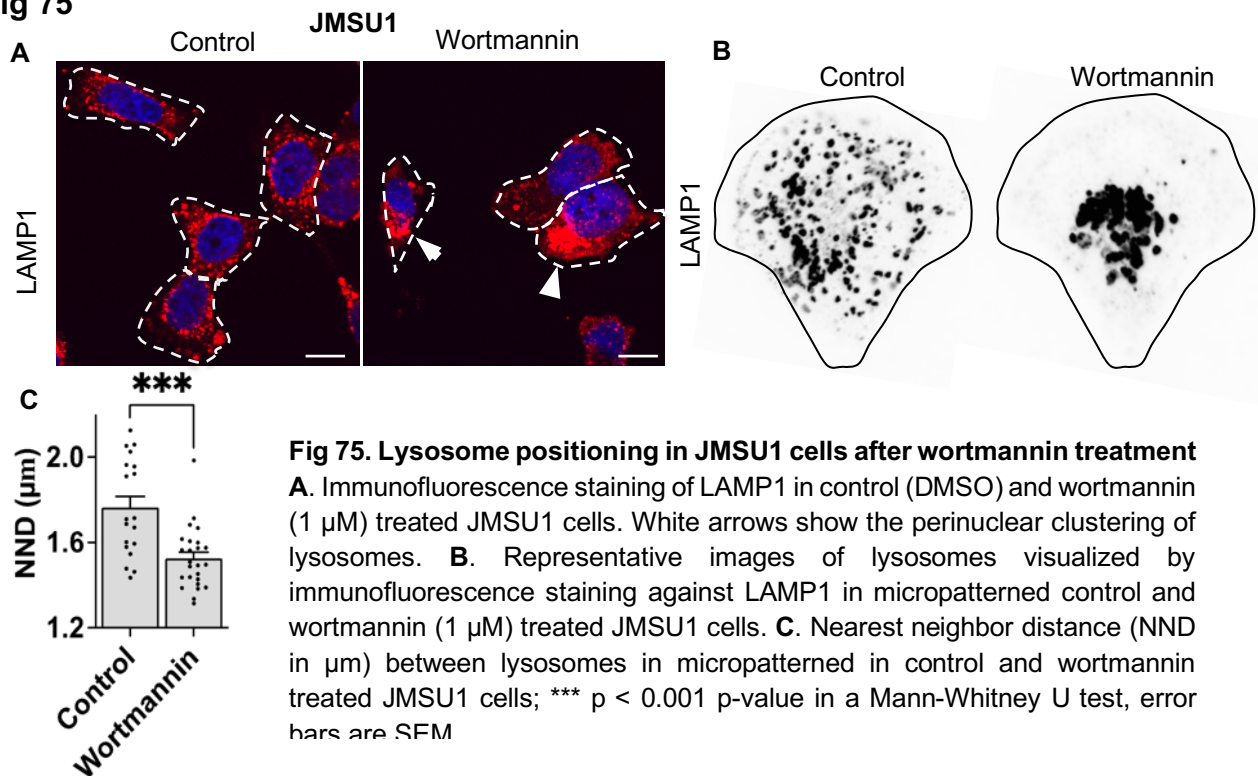 ig 75
JMSU1
A
Control
Wortmannin
LAMP1
B
Control
Wortmannin
LAMP1
C
***
2.0
1.6
1.2
NND (µm)
Control
Wortmannin
Fig 75. Lysosome positioning in JMSU1 cells after wortmannin treatment
A. Immunofluorescence staining of LAMP1 in control (DMSO) and wortmannin
(1 µM) treated JMSU1 cells. White arrows show the perinuclear clustering of
lysosomes. B. Representative images of lysosomes visualized by
immunofluorescence staining against LAMP1 in micropatterned control and
wortmannin (1 µM) treated JMSU1 cells. C. Nearest neighbor distance (NND
in µm) between lysosomes in micropatterned in control and wortmannin
treated JMSU1 cells; *** p < 0.001 p-value in a Mann-Whitney U test, error
bars are SEM